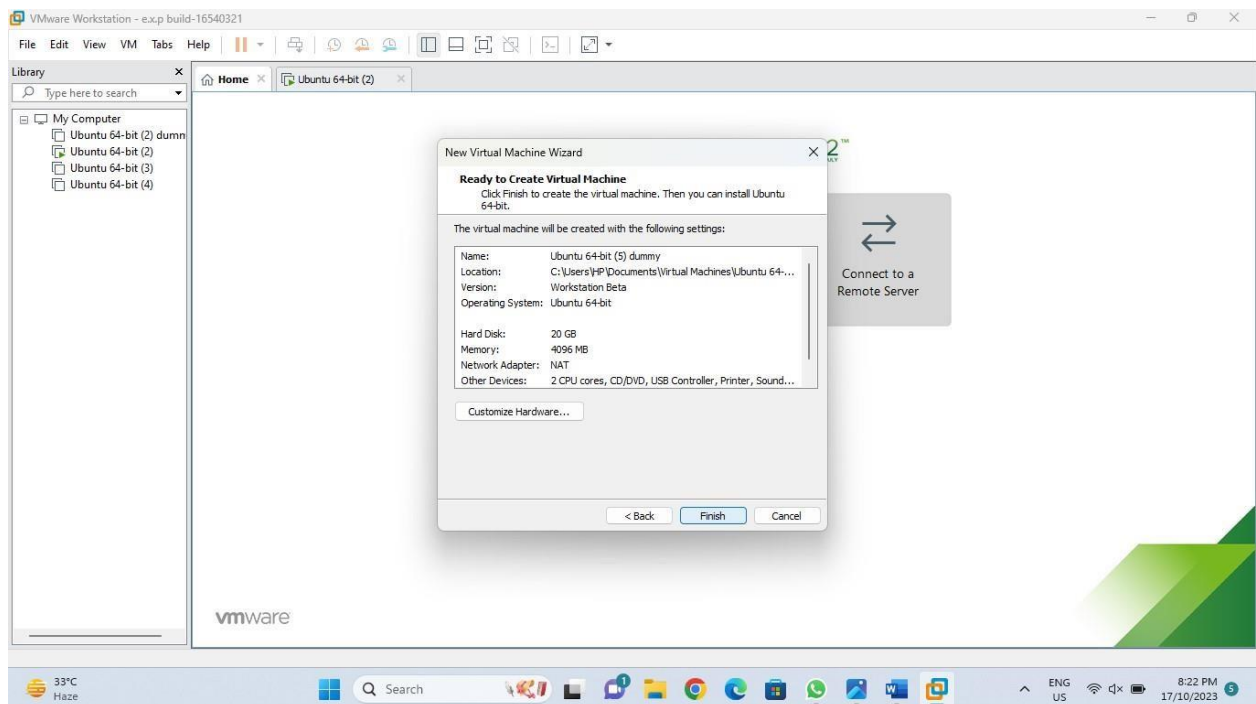 VMware Workstation - e.x.p build-16540321
File Edit View VM Tabs Help
Library
Home
Ubuntu 64-bit (2)
Type here to search
My Computer
Ubuntu 64-bit (2) dumm
Ubuntu 64-bit (2)
Ubuntu 64-bit (3)
Ubuntu 64-bit (4)
New Virtual Machine Wizard
2™
Ready to Create Virtual Machine
Click Finish to create the virtual machine. Then you can install Ubuntu
64-bit.
The virtual machine will be created with the following settings:
Name: Ubuntu 64-bit (5) dummy
Location: C:\Users\HP\Documents\Virtual Machines\Ubuntu 64-...
Version: Workstation Beta
Operating System: Ubuntu 64-bit
Hard Disk: 20 GB
Memory: 4096 MB
Network Adapter: NAT
Other Devices: 2 CPU cores, CD/DVD, USB Controller, Printer, Sound...
Customize Hardware...
< Back Finish Cancel
Connect to a
Remote Server
vmware
33°C
Haze
Search
1
ENG
US
8:22 PM
17/10/2023
5